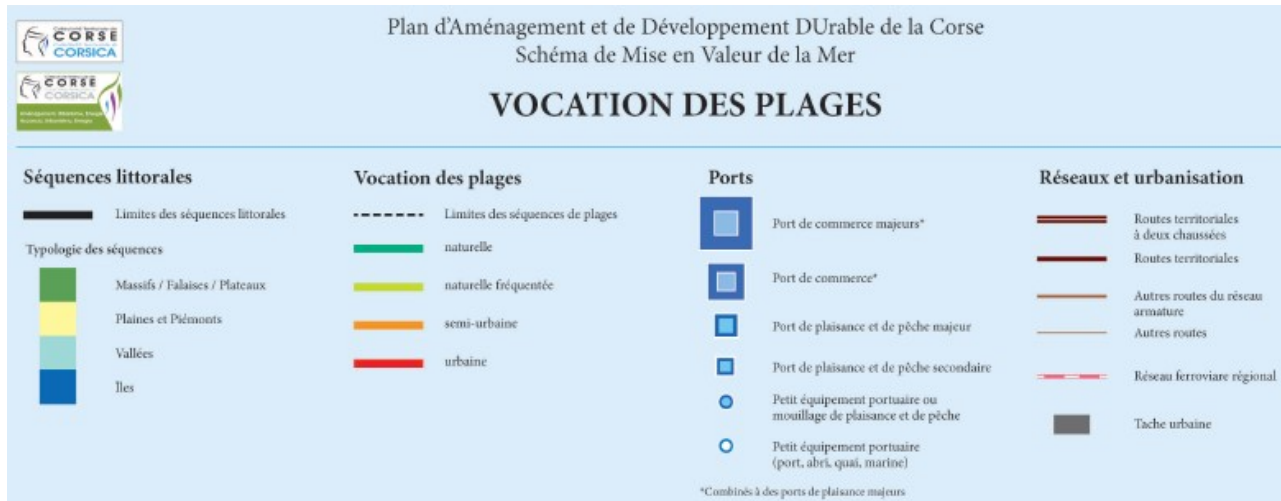 CORSE
CORSICA
CORSE
CORSICA
Plan d'Aménagement et de Développement DUrable de la Corse
Schéma de Mise en Valeur de la Mer
VOCATION DES PLAGES
Séquences littorales
Limites des séquences littorales
Typologie des séquences
Massifs / Falaises / Plateaux
Plaines et Piémonts
Vallées
Îles
Vocation des plages
Limites des séquences de plages
naturelle
naturelle fréquentée
semi-urbaine
urbaine
Ports
Port de commerce majeurs*
Port de commerce*
Port de plaisance et de pêche majeur
Port de plaisance et de pêche secondaire
Petit équipement portuaire ou
mouillage de plaisance et de pêche
Petit équipement portuaire
(port, abri, quai, marine)
*Combinés à des ports de plaisance majeurs
Réseaux et urbanisation
Routes territoriales
à deux chaussées
Routes territoriales
Autres routes du réseau
armature
Autres routes
Réseau ferroviare régional
Tache urbaine